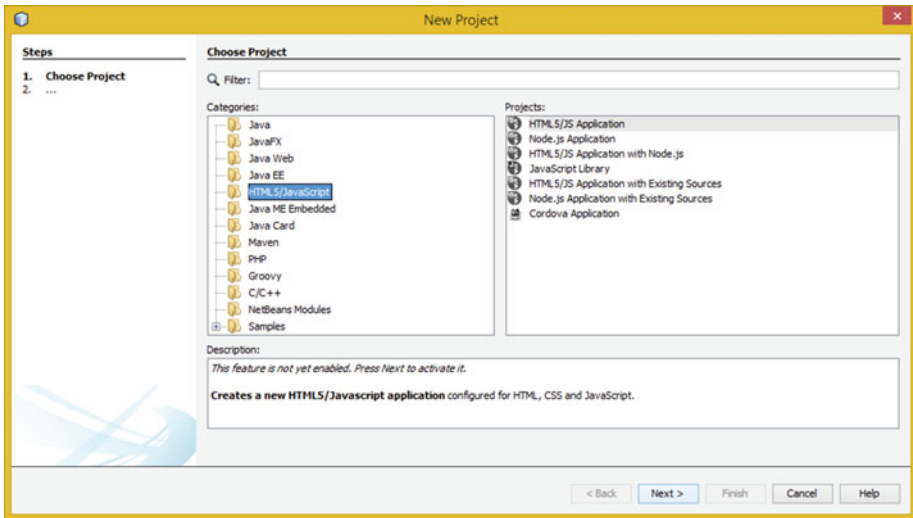 New Project
Steps
1. Choose Project
2. ...
Choose Project
Filter:
Categories:
Java
JavaFX
Java Web
Java EE
HTML5/JavaScript
Java ME Embedded
Java Card
Maven
PHP
Groovy
C/C++
NetBeans Modules
Samples
Projects:
HTML5/JS Application
Node.js Application
HTML5/JS Application with Node.js
JavaScript Library
HTML5/JS Application with Existing Sources
Node.js Application with Existing Sources
Cordova Application
Description:
This feature is not yet enabled. Press Next to activate it.
Creates a new HTML5/Javascript application configured for HTML, CSS and JavaScript.
< Back Next > Finish Cancel Help